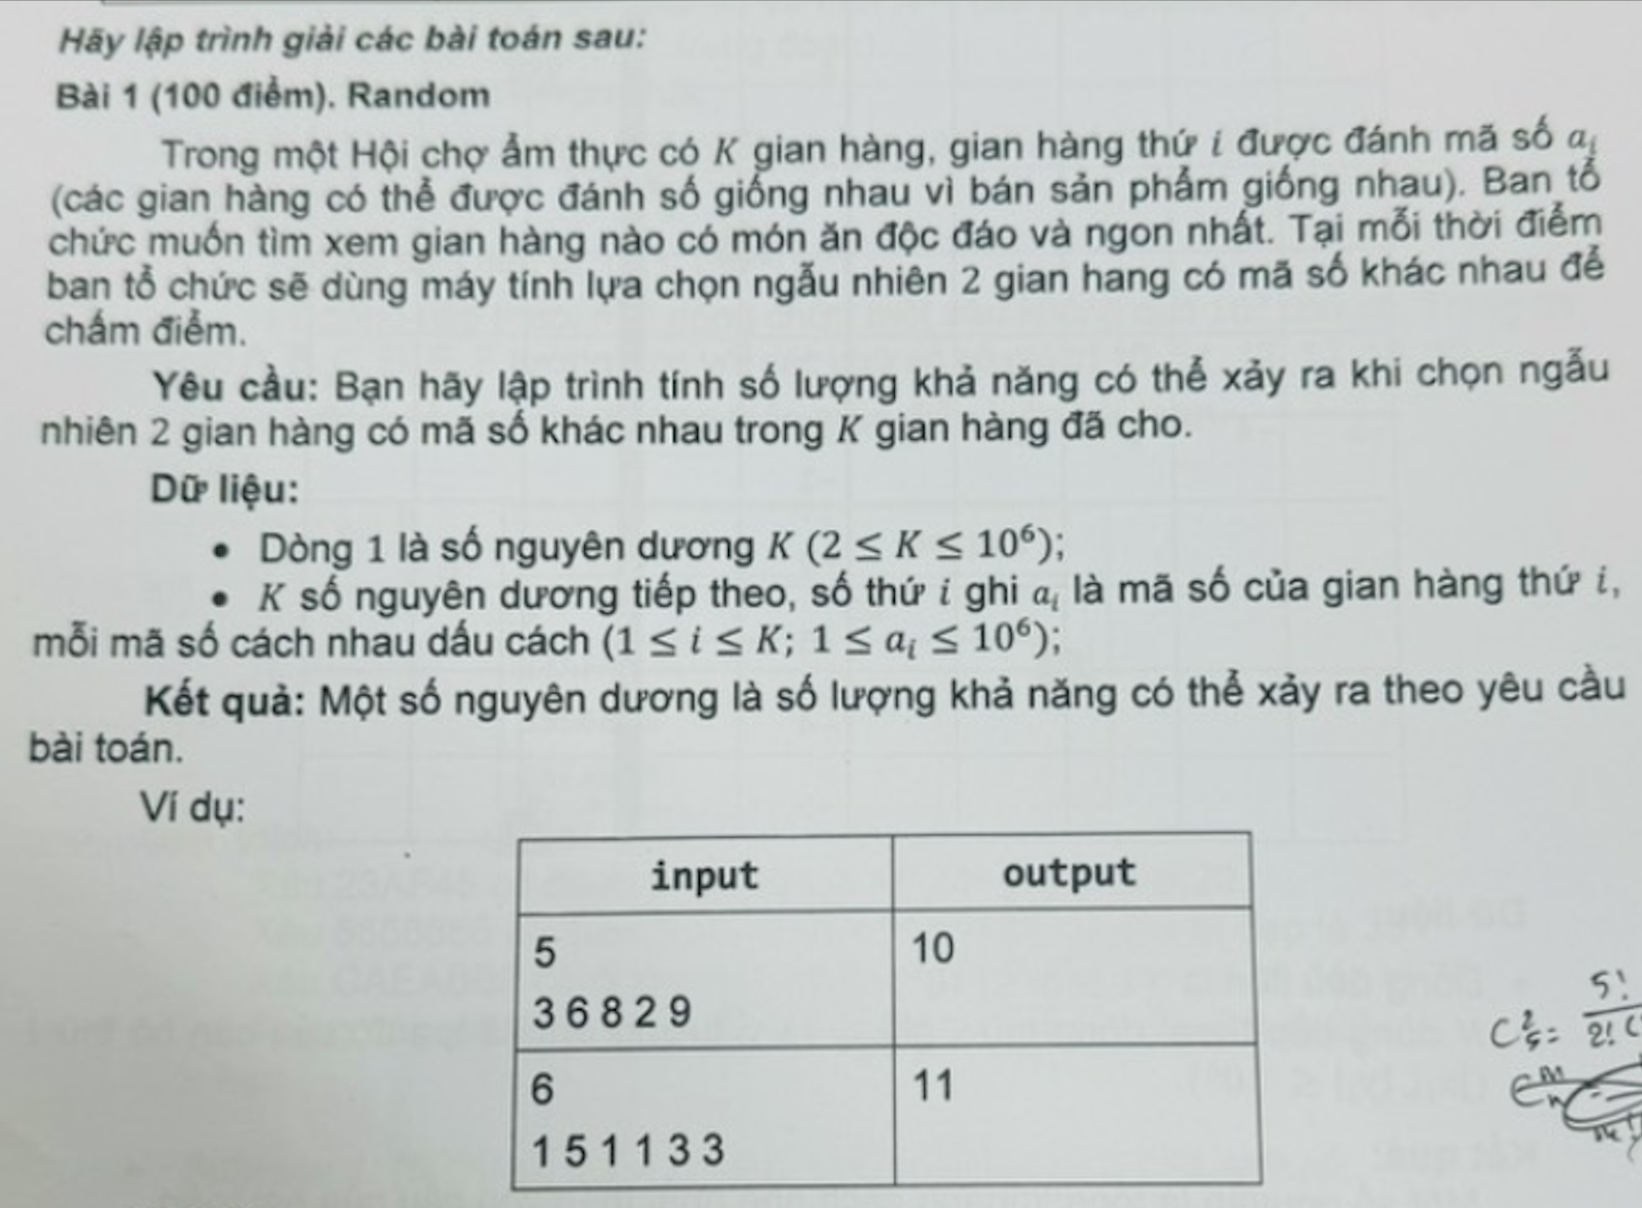 Hãy lập trình giải các bài toán sau:
Bài 1 (100 điểm). Random
Trong một Hội chợ ẩm thực có K gian hàng, gian hàng thứ i được đánh mã số aᵢ
(các gian hàng có thể được đánh số giống nhau vì bán sản phẩm giống nhau). Ban tổ
chức muốn tìm xem gian hàng nào có món ăn độc đáo và ngon nhất. Tại mỗi thời điểm
ban tổ chức sẽ dùng máy tính lựa chọn ngẫu nhiên 2 gian hang có mã số khác nhau để
chấm điểm.
Yêu cầu: Bạn hãy lập trình tính số lượng khả năng có thể xảy ra khi chọn ngẫu
nhiên 2 gian hàng có mã số khác nhau trong K gian hàng đã cho.
Dữ liệu:
• Dòng 1 là số nguyên dương K (2 ≤ K ≤ 10⁶);
• K số nguyên dương tiếp theo, số thứ i ghi aᵢ là mã số của gian hàng thứ i,
mỗi mã số cách nhau dấu cách (1 ≤ i ≤ K; 1 ≤ aᵢ ≤ 10⁶);
Kết quả: Một số nguyên dương là số lượng khả năng có thể xảy ra theo yêu cầu
bài toán.
Ví dụ:
input output
5 10
3 6 8 2 9
6 11
1 5 1 1 3 3
5!
C²₅ = 2! (